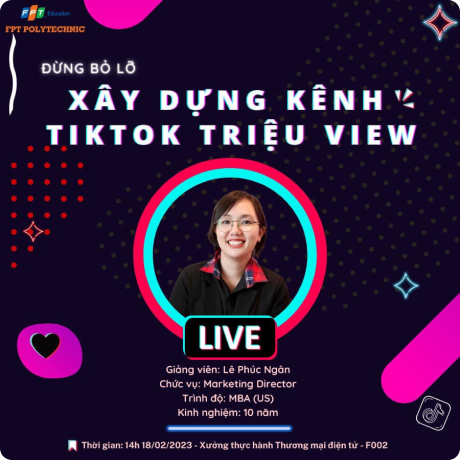 FPT Education
FPT POLYTECHNIC
ĐỪNG BỎ LỠ
XÂY DỰNG KÊNH
TIKTOK TRIỆU VIEW
LIVE
Giảng viên: Lê Phúc Ngân
Chức vụ: Marketing Director
Trình độ: MBA (US)
Kinh nghiệm: 10 năm
Thời gian: 14h 18/02/2023 - Xưởng thực hành Thương mại điện tử - F002